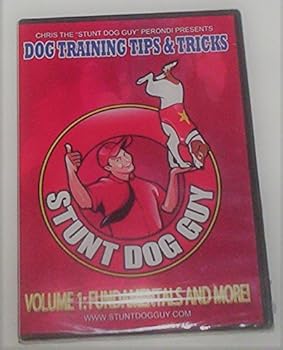 CHRIS THE "STUNT DOG GUY" PERONDI PRESENTS
DOG TRAINING TIPS & TRICKS
STUNT DOG GUY
VOLUME 1: FUNDAMENTALS AND MORE!
WWW.STUNTDOGGUY.COM